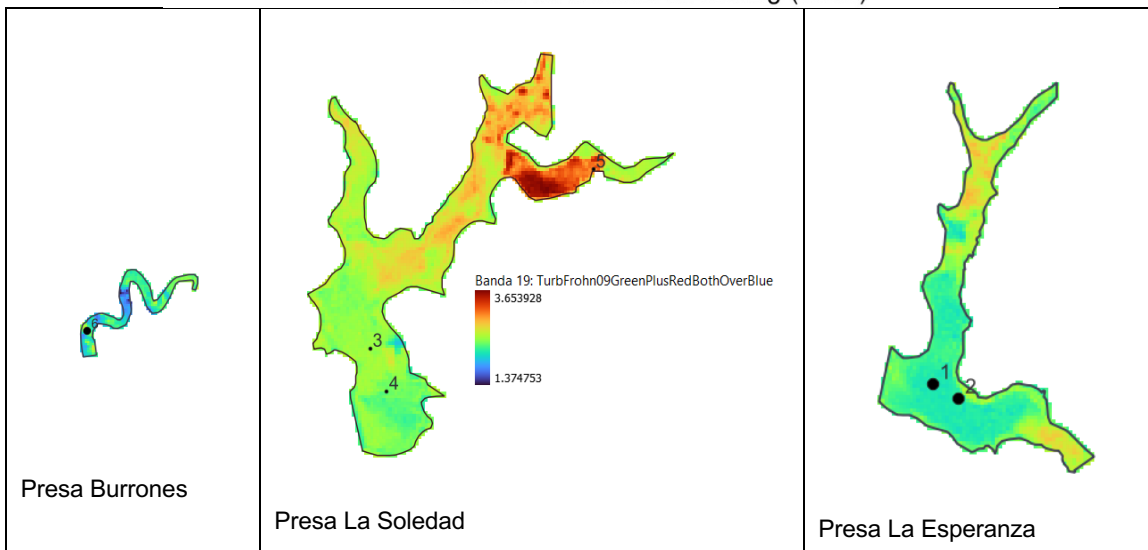 6
Presa Burrones
5
Banda 19: TurbFrohn09GreenPlusRedBothOverBlue
3.653928
1.374753
3
4
Presa La Soledad
1
2
Presa La Esperanza